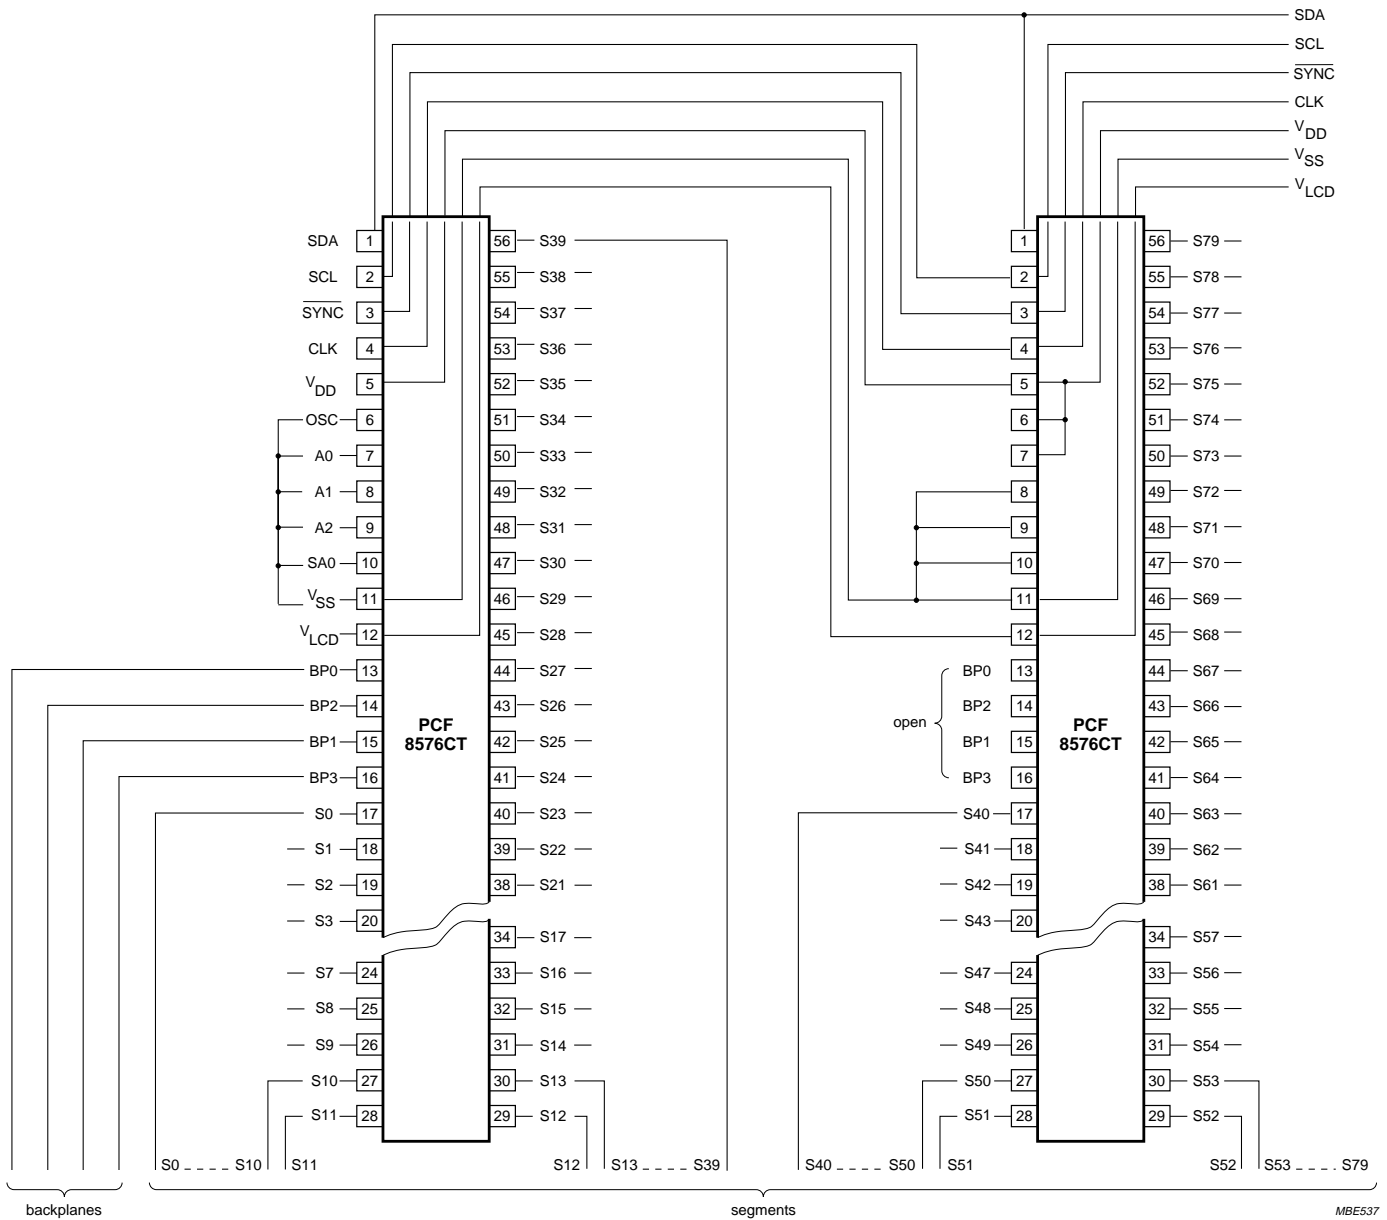 SDA
SCL
SYNC
CLK
VDD
VSS
VLCD
SDA 1 56 S39
SCL 2 55 S38
SYNC 3 54 S37
CLK 4 53 S36
VDD 5 52 S35
OSC 6 51 S34
A0 7 50 S33
A1 8 49 S32
A2 9 48 S31
SA0 10 47 S30
VSS 11 46 S29
VLCD 12 45 S28
BP0 13 44 S27
BP2 14 43 S26
BP1 15 42 S25
BP3 16 41 S24
S0 17 40 S23
S1 18 39 S22
S2 19 38 S21
S3 20
34 S17
S7 24 33 S16
S8 25 32 S15
S9 26 31 S14
S10 27 30 S13
S11 28 29 S12
PCF
8576CT
1 56 S79
2 55 S78
3 54 S77
4 53 S76
5 52 S75
6 51 S74
7 50 S73
8 49 S72
9 48 S71
10 47 S70
11 46 S69
12 45 S68
BP0 13 44 S67
BP2 14 43 S66
BP1 15 42 S65
BP3 16 41 S64
open
S40 17 40 S63
S41 18 39 S62
S42 19 38 S61
S43 20
34 S57
S47 24 33 S56
S48 25 32 S55
S49 26 31 S54
S50 27 30 S53
S51 28 29 S52
PCF
8576CT
S0 S10 S11 S12 S13 S39 S40 S50 S51 S52 S53 S79
backplanes segments MBE537